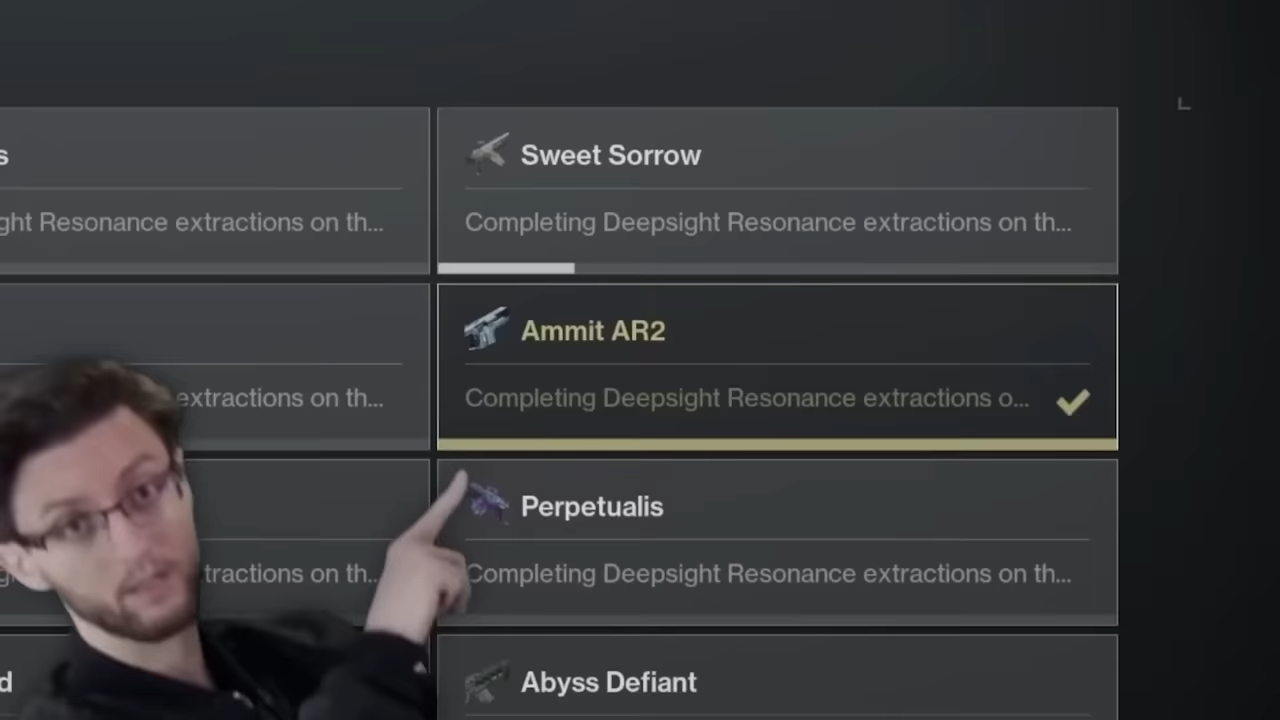 s
Sweet Sorrow
ght Resonance extractions on th...
Completing Deepsight Resonance extractions on th...
Ammit AR2
extractions on th...
Completing Deepsight Resonance extractions o...
Perpetualis
tractions on th...
Completing Deepsight Resonance extractions on th...
d
Abyss Defiant